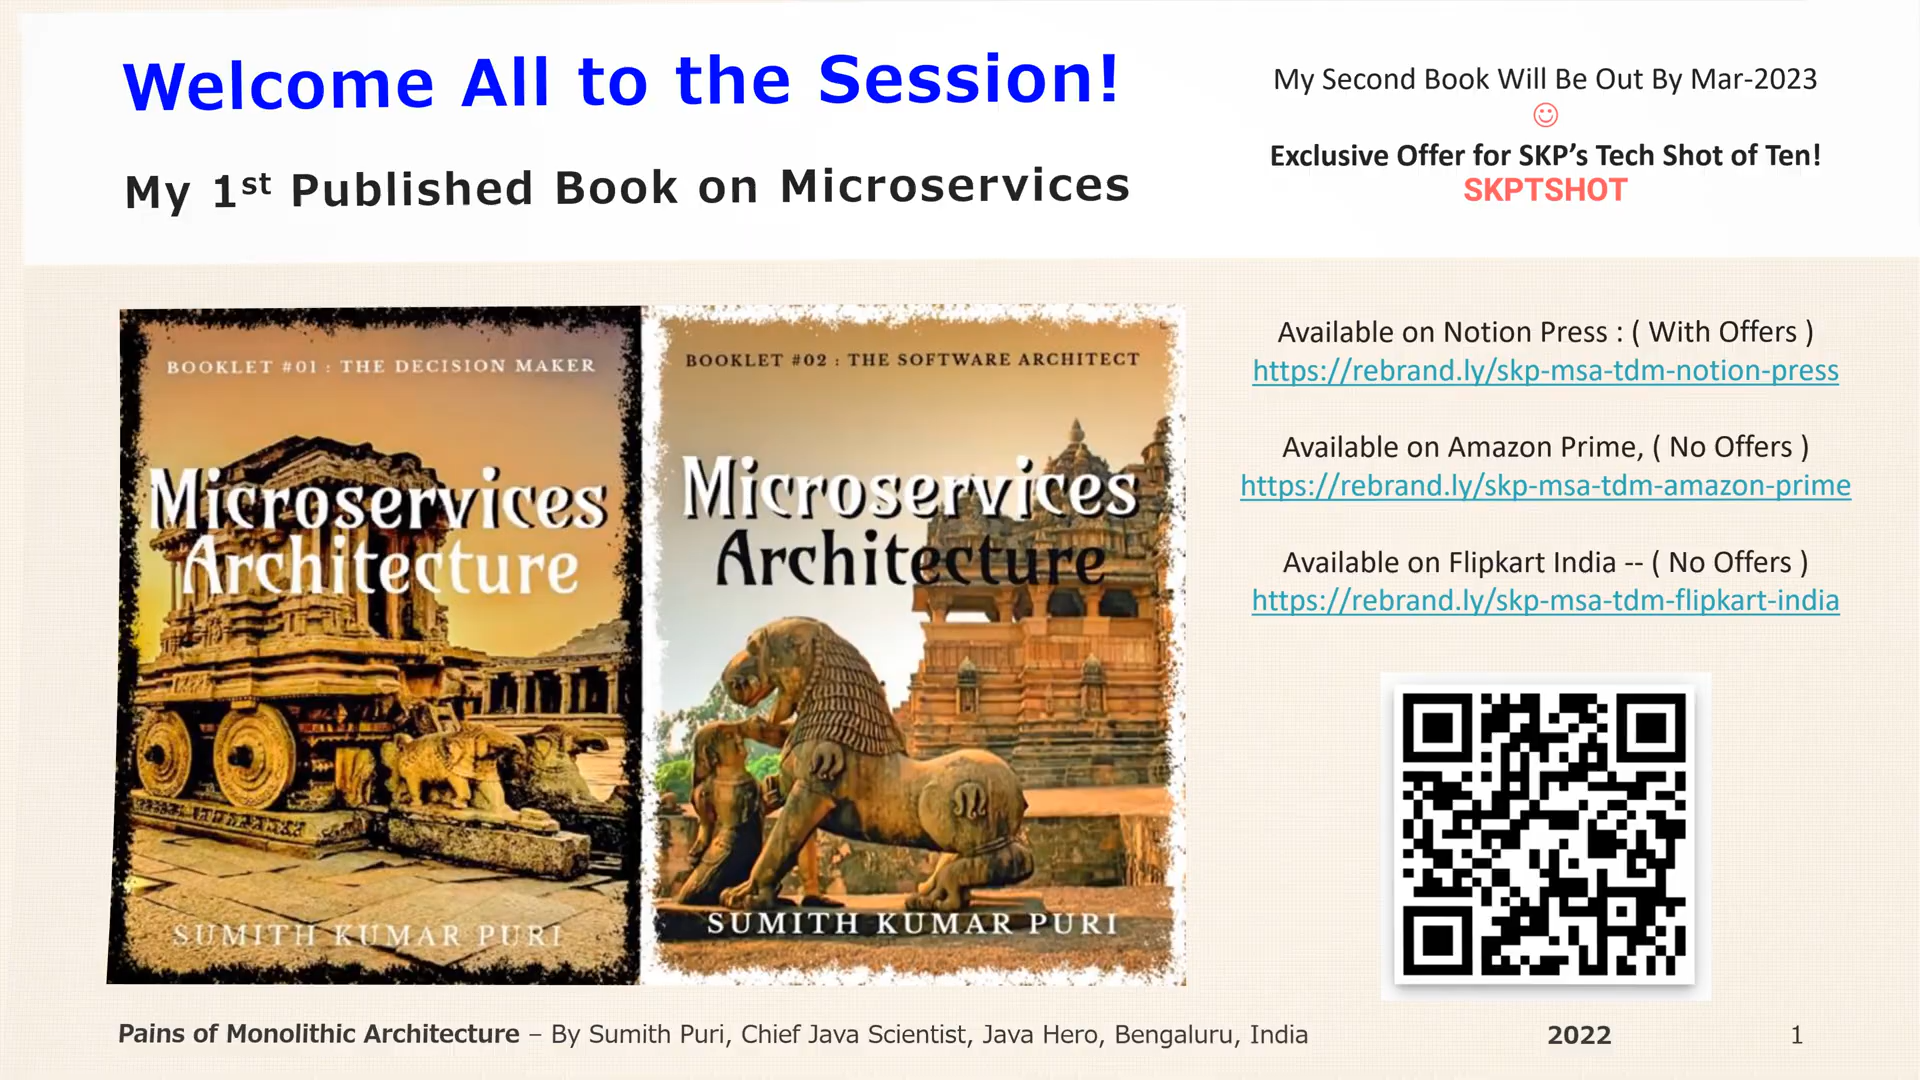 Welcome All to the Session!
My 1st Published Book on Microservices
My Second Book Will Be Out By Mar-2023
☺
Exclusive Offer for SKP’s Tech Shot of Ten!
SKPTSHOT
BOOKLET #01 : THE DECISION MAKER
Microservices
Architecture
SUMITH KUMAR PURI
BOOKLET #02 : THE SOFTWARE ARCHITECT
Microservices
Architecture
SUMITH KUMAR PURI
Available on Notion Press : ( With Offers )
https://rebrand.ly/skp-msa-tdm-notion-press
Available on Amazon Prime, ( No Offers )
https://rebrand.ly/skp-msa-tdm-amazon-prime
Available on Flipkart India -- ( No Offers )
https://rebrand.ly/skp-msa-tdm-flipkart-india
Pains of Monolithic Architecture – By Sumith Puri, Chief Java Scientist, Java Hero, Bengaluru, India
2022
1